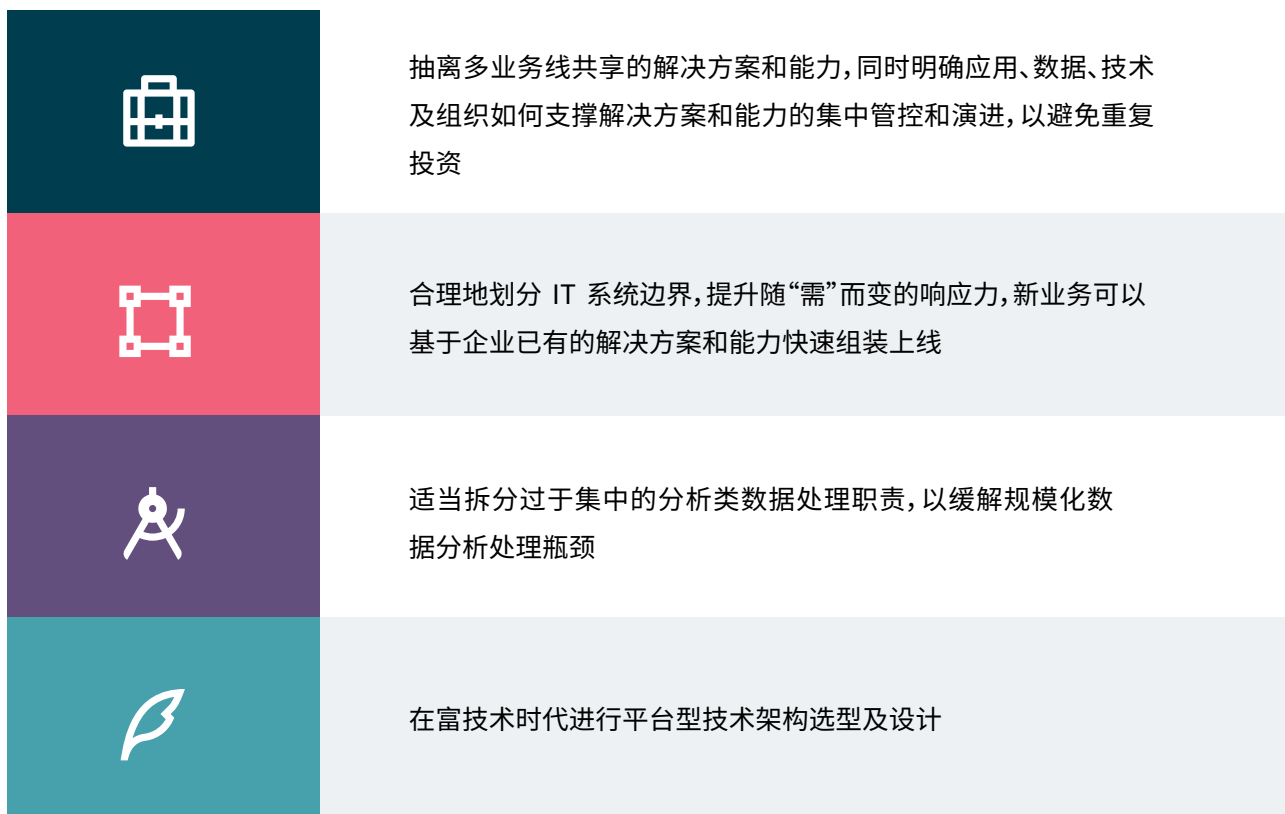 抽离多业务线共享的解决方案和能力，同时明确应用、数据、技术
及组织如何支撑解决方案和能力的集中管控和演进，以避免重复
投资
合理地划分 IT 系统边界，提升随“需”而变的响应力，新业务可以
基于企业已有的解决方案和能力快速组装上线
适当拆分过于集中的分析类数据处理职责，以缓解规模化数
据分析处理瓶颈
在富技术时代进行平台型技术架构选型及设计